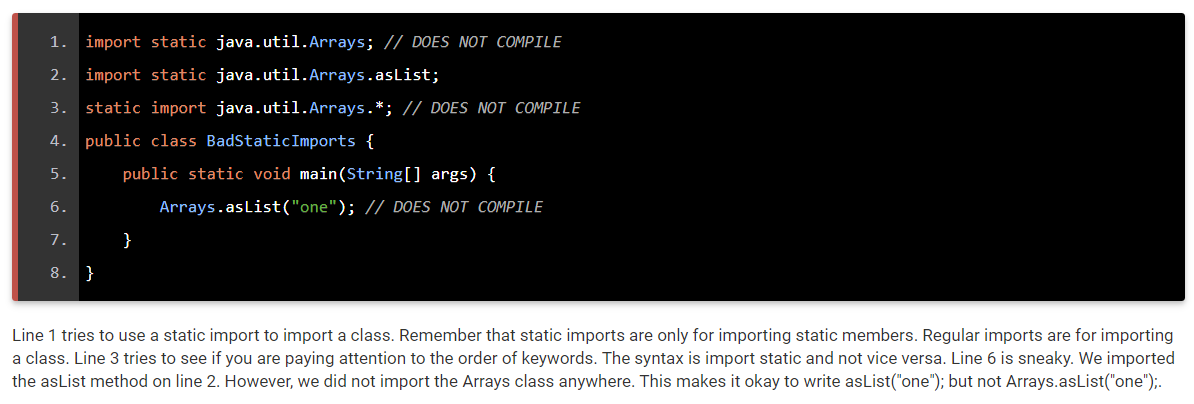 1. import static java.util.Arrays; // DOES NOT COMPILE
2. import static java.util.Arrays.asList;
3. static import java.util.Arrays.*; // DOES NOT COMPILE
4. public class BadStaticImports {
5.     public static void main(String[] args) {
6.         Arrays.asList("one"); // DOES NOT COMPILE
7.     }
8. }
Line 1 tries to use a static import to import a class. Remember that static imports are only for importing static members. Regular imports are for importing
a class. Line 3 tries to see if you are paying attention to the order of keywords. The syntax is import static and not vice versa. Line 6 is sneaky. We imported
the asList method on line 2. However, we did not import the Arrays class anywhere. This makes it okay to write asList("one"); but not Arrays.asList("one");.